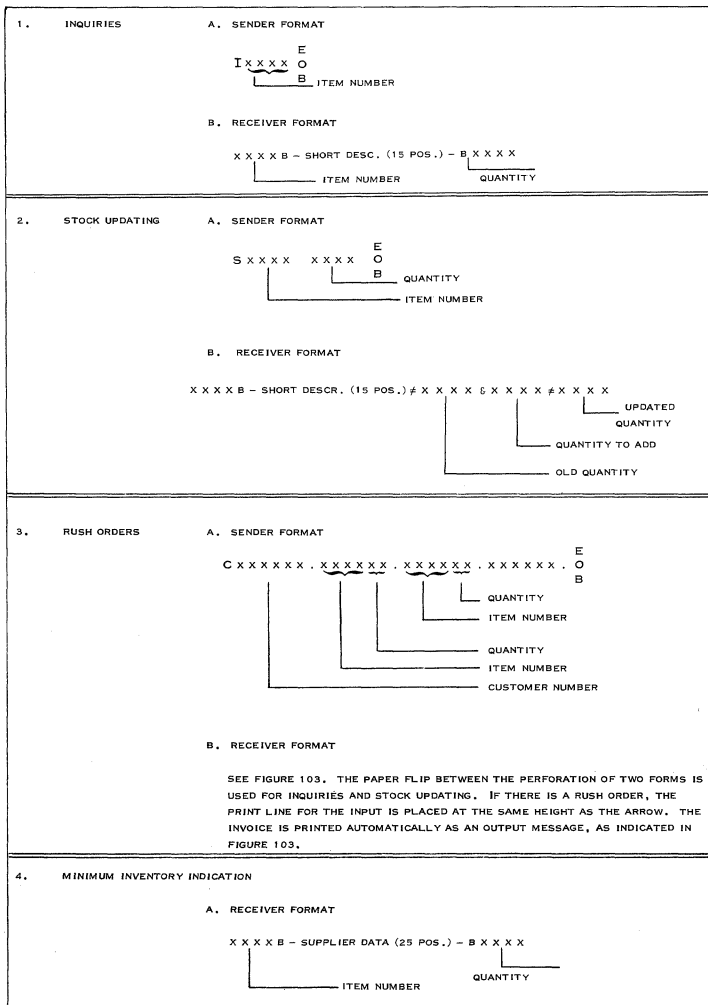 1. INQUIRIES A. SENDER FORMAT
E
I X X X X O
B
ITEM NUMBER
B. RECEIVER FORMAT
X X X X B – SHORT DESC. (15 POS.) – B X X X X
ITEM NUMBER QUANTITY
2. STOCK UPDATING A. SENDER FORMAT
E
S X X X X X X X X O
B
QUANTITY
ITEM NUMBER
B. RECEIVER FORMAT
X X X X B – SHORT DESCR. (15 POS.) ≠ X X X X & X X X X ≠ X X X X
UPDATED
QUANTITY
QUANTITY TO ADD
OLD QUANTITY
3. RUSH ORDERS A. SENDER FORMAT
E
C X X X X X X . X X X X X X . X X X X X X . X X X X X X . O
B
QUANTITY
ITEM NUMBER
QUANTITY
ITEM NUMBER
CUSTOMER NUMBER
B. RECEIVER FORMAT
SEE FIGURE 103. THE PAPER FLIP BETWEEN THE PERFORATION OF TWO FORMS IS
USED FOR INQUIRIES AND STOCK UPDATING. IF THERE IS A RUSH ORDER, THE
PRINT LINE FOR THE INPUT IS PLACED AT THE SAME HEIGHT AS THE ARROW. THE
INVOICE IS PRINTED AUTOMATICALLY AS AN OUTPUT MESSAGE, AS INDICATED IN
FIGURE 103.
4. MINIMUM INVENTORY INDICATION
A. RECEIVER FORMAT
X X X X B – SUPPLIER DATA (25 POS.) – B X X X X
QUANTITY
ITEM NUMBER